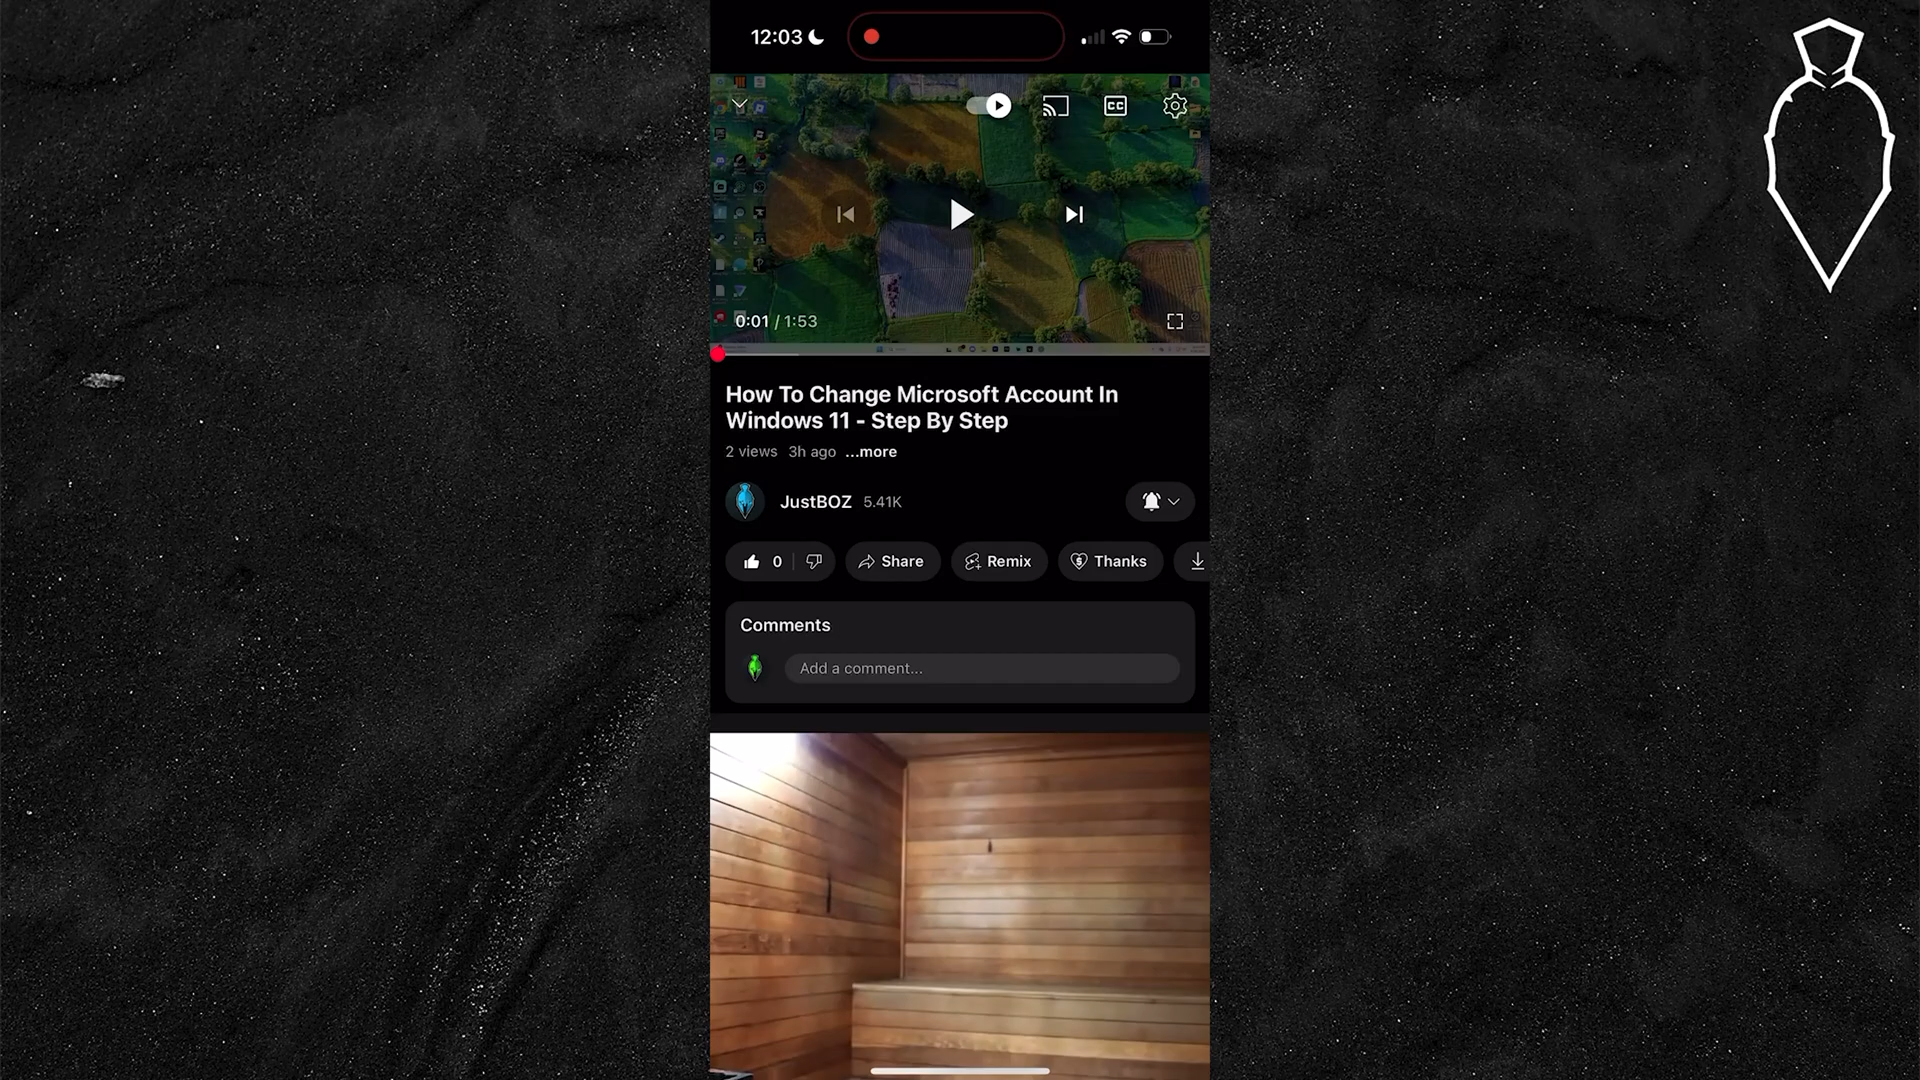 12:03
CC
0:01 / 1:53
How To Change Microsoft Account In
Windows 11 - Step By Step
2 views 3h ago ...more
JustBOZ 5.41K
0 Share Remix Thanks
Comments
Add a comment...